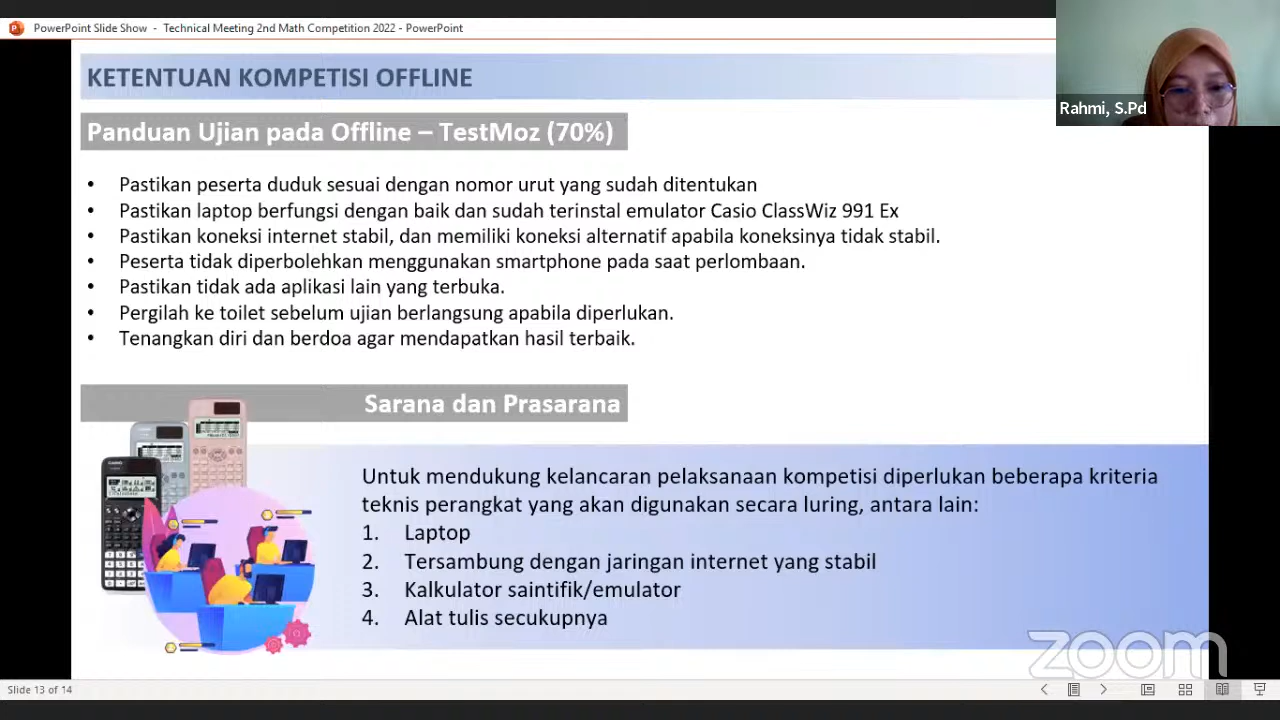 PowerPoint Slide Show - Technical Meeting 2nd Math Competition 2022 - PowerPoint
KETENTUAN KOMPETISI OFFLINE
Rahmi, S.Pd
Panduan Ujian pada Offline – TestMoz (70%)
• Pastikan peserta duduk sesuai dengan nomor urut yang sudah ditentukan
• Pastikan laptop berfungsi dengan baik dan sudah terinstal emulator Casio ClassWiz 991 Ex
• Pastikan koneksi internet stabil, dan memiliki koneksi alternatif apabila koneksinya tidak stabil.
• Peserta tidak diperbolehkan menggunakan smartphone pada saat perlombaan.
• Pastikan tidak ada aplikasi lain yang terbuka.
• Pergilah ke toilet sebelum ujian berlangsung apabila diperlukan.
• Tenangkan diri dan berdoa agar mendapatkan hasil terbaik.
Sarana dan Prasarana
Untuk mendukung kelancaran pelaksanaan kompetisi diperlukan beberapa kriteria
teknis perangkat yang akan digunakan secara luring, antara lain:
1. Laptop
2. Tersambung dengan jaringan internet yang stabil
3. Kalkulator saintifik/emulator
4. Alat tulis secukupnya
zoom
Slide 13 of 14